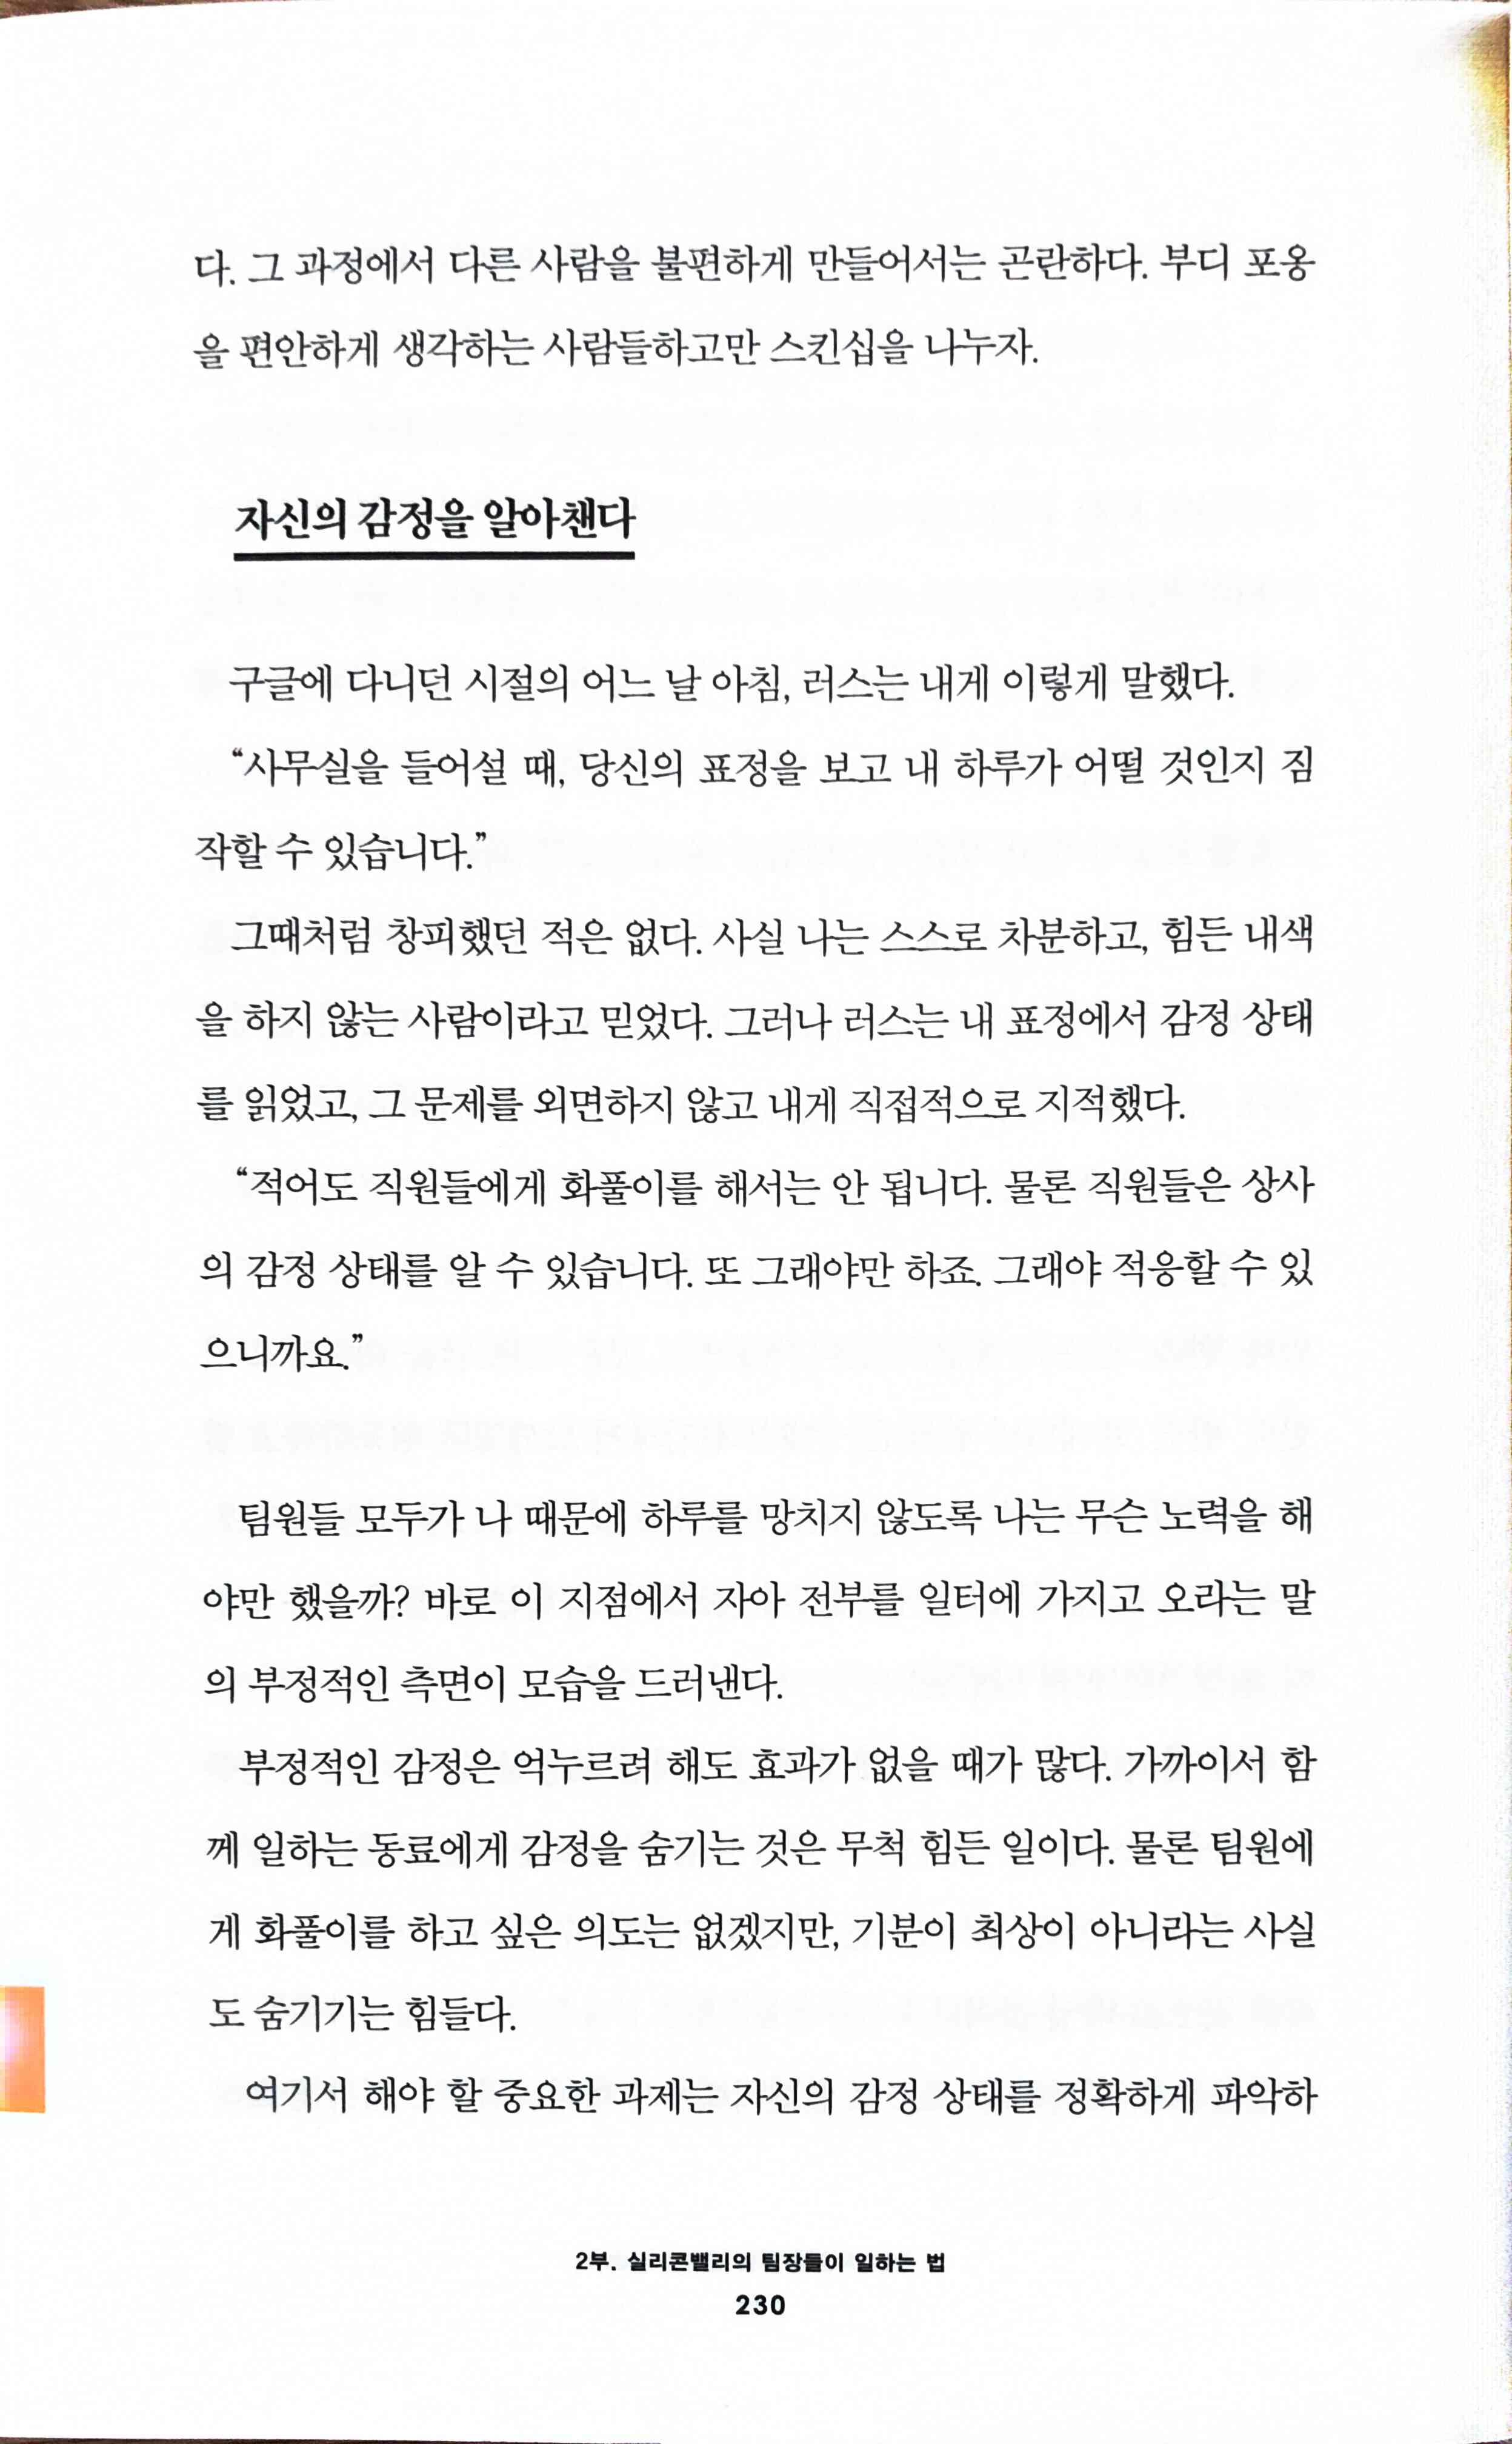 다. 그 과정에서 다른 사람을 불편하게 만들어서는 곤란하다. 부디 포옹
을 편안하게 생각하는 사람들하고만 스킨십을 나누자.
자신의 감정을 알아챈다
구글에 다니던 시절의 어느 날 아침, 러스는 내게 이렇게 말했다.
“사무실을 들어설 때, 당신의 표정을 보고 내 하루가 어떨 것인지 짐
작할 수 있습니다.”
그때처럼 창피했던 적은 없다. 사실 나는 스스로 차분하고, 힘든 내색
을 하지 않는 사람이라고 믿었다. 그러나 러스는 내 표정에서 감정 상태
를 읽었고, 그 문제를 외면하지 않고 내게 직접적으로 지적했다.
“적어도 직원들에게 화풀이를 해서는 안 됩니다. 물론 직원들은 상사
의 감정 상태를 알 수 있습니다. 또 그래야만 하죠. 그래야 적응할 수 있
으니까요.”
팀원들 모두가 나 때문에 하루를 망치지 않도록 나는 무슨 노력을 해
야만 했을까? 바로 이 지점에서 자아 전부를 일터에 가지고 오라는 말
의 부정적인 측면이 모습을 드러낸다.
부정적인 감정은 억누르려 해도 효과가 없을 때가 많다. 가까이서 함
께 일하는 동료에게 감정을 숨기는 것은 무척 힘든 일이다. 물론 팀원에
게 화풀이를 하고 싶은 의도는 없겠지만, 기분이 최상이 아니라는 사실
도 숨기기는 힘들다.
여기서 해야 할 중요한 과제는 자신의 감정 상태를 정확하게 파악하
2부. 실리콘밸리의 팀장들이 일하는 법
230